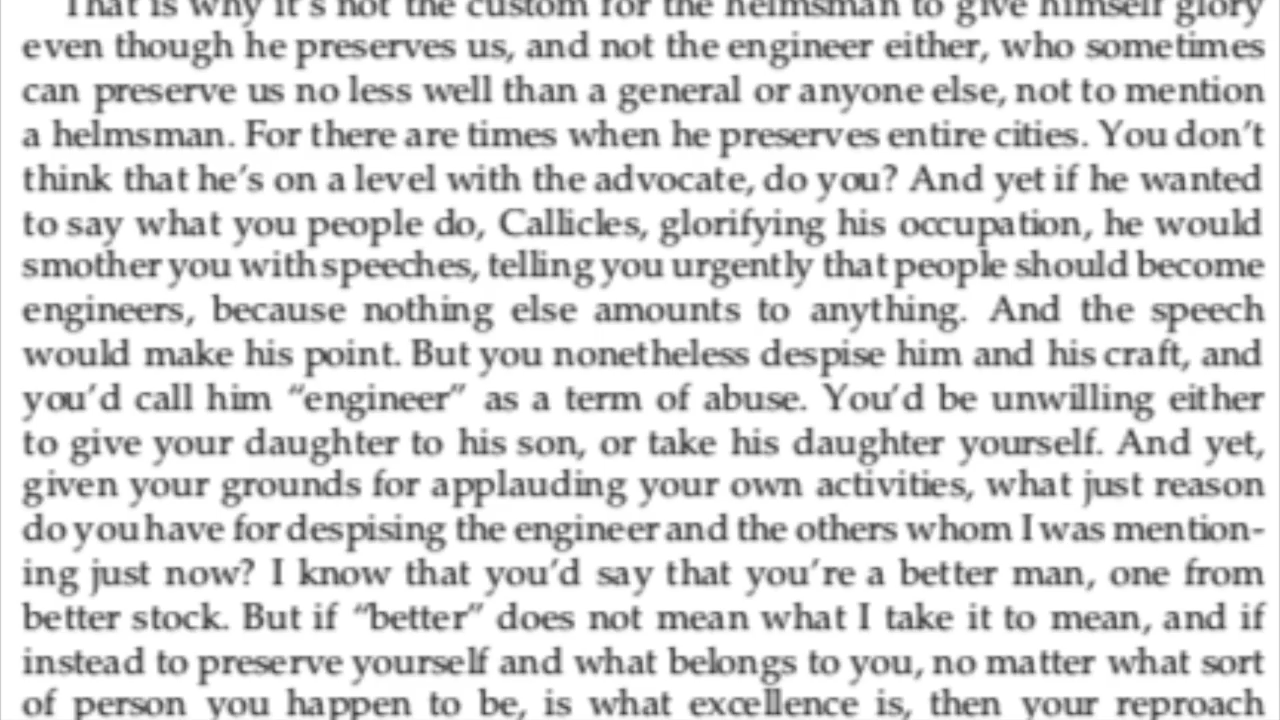 That is why it's not the custom for the helmsman to give himself glory
even though he preserves us, and not the engineer either, who sometimes
can preserve us no less well than a general or anyone else, not to mention
a helmsman. For there are times when he preserves entire cities. You don't
think that he's on a level with the advocate, do you? And yet if he wanted
to say what you people do, Callicles, glorifying his occupation, he would
smother you with speeches, telling you urgently that people should become
engineers, because nothing else amounts to anything. And the speech
would make his point. But you nonetheless despise him and his craft, and
you'd call him “engineer” as a term of abuse. You'd be unwilling either
to give your daughter to his son, or take his daughter yourself. And yet,
given your grounds for applauding your own activities, what just reason
do you have for despising the engineer and the others whom I was mention-
ing just now? I know that you'd say that you're a better man, one from
better stock. But if “better” does not mean what I take it to mean, and if
instead to preserve yourself and what belongs to you, no matter what sort
of person you happen to be, is what excellence is, then your reproach